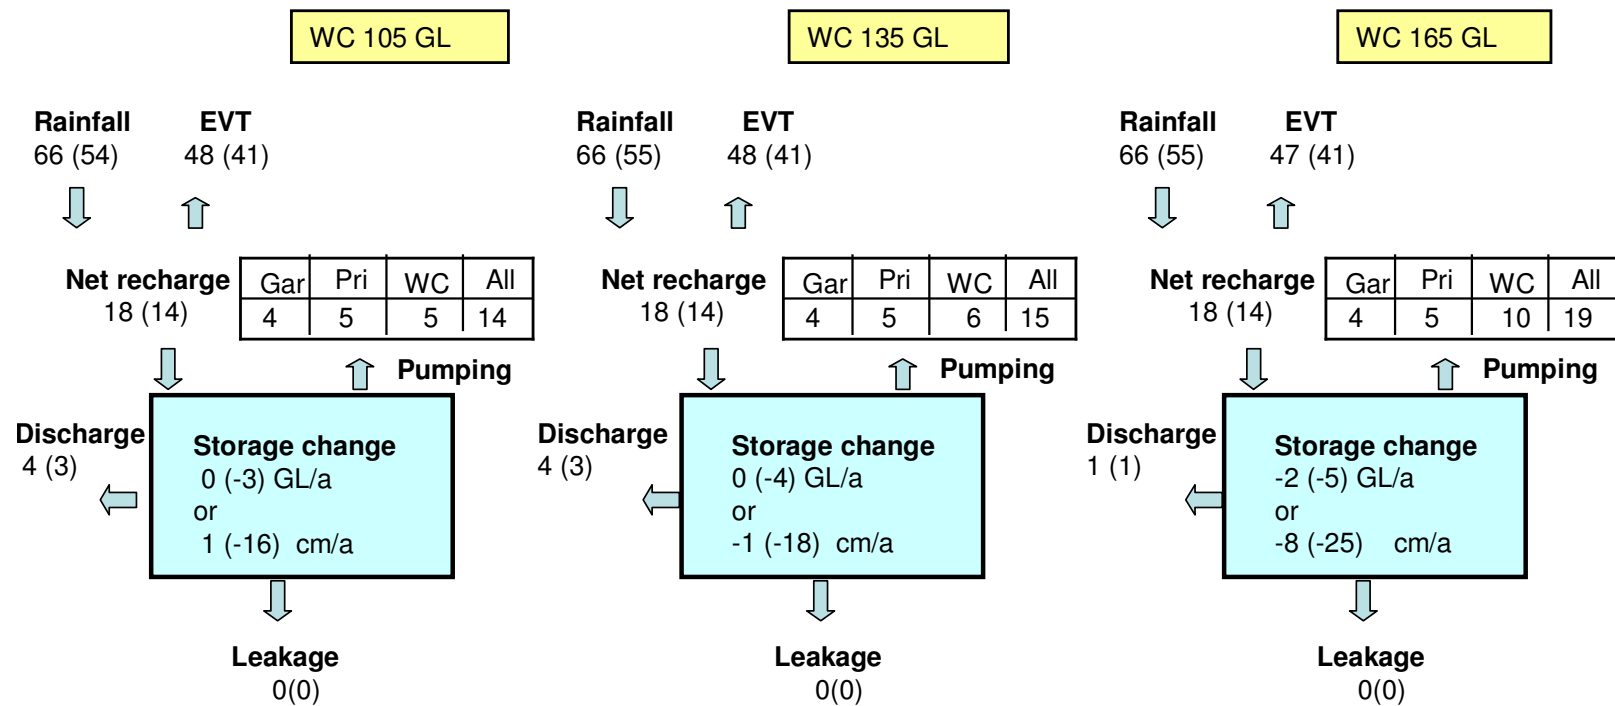 WC 105 GL
Rainfall EVT
66 (54) 48 (41)
Net recharge
18 (14)
Gar Pri WC All
4 5 5 14
Pumping
Discharge
4 (3)
Storage change
0 (-3) GL/a
or
1 (-16) cm/a
Leakage
0(0)
WC 135 GL
Rainfall EVT
66 (55) 48 (41)
Net recharge
18 (14)
Gar Pri WC All
4 5 6 15
Pumping
Discharge
4 (3)
Storage change
0 (-4) GL/a
or
-1 (-18) cm/a
Leakage
0(0)
WC 165 GL
Rainfall EVT
66 (55) 47 (41)
Net recharge
18 (14)
Gar Pri WC All
4 5 10 19
Pumping
Discharge
1 (1)
Storage change
-2 (-5) GL/a
or
-8 (-25) cm/a
Leakage
0(0)